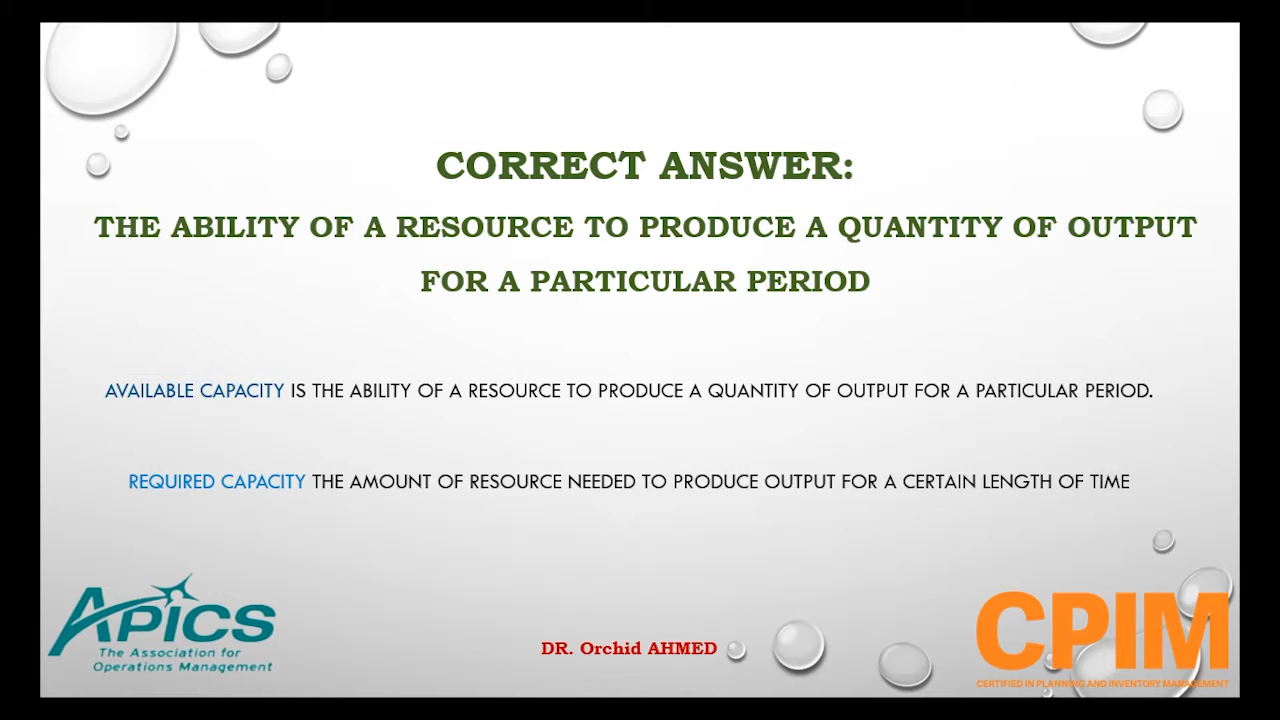 CORRECT ANSWER:
THE ABILITY OF A RESOURCE TO PRODUCE A QUANTITY OF OUTPUT
FOR A PARTICULAR PERIOD
AVAILABLE CAPACITY IS THE ABILITY OF A RESOURCE TO PRODUCE A QUANTITY OF OUTPUT FOR A PARTICULAR PERIOD.
REQUIRED CAPACITY THE AMOUNT OF RESOURCE NEEDED TO PRODUCE OUTPUT FOR A CERTAIN LENGTH OF TIME
APICS
The Association for
Operations Management
DR. Orchid AHMED
CPIM
CERTIFIED IN PLANNING AND INVENTORY MANAGEMENT